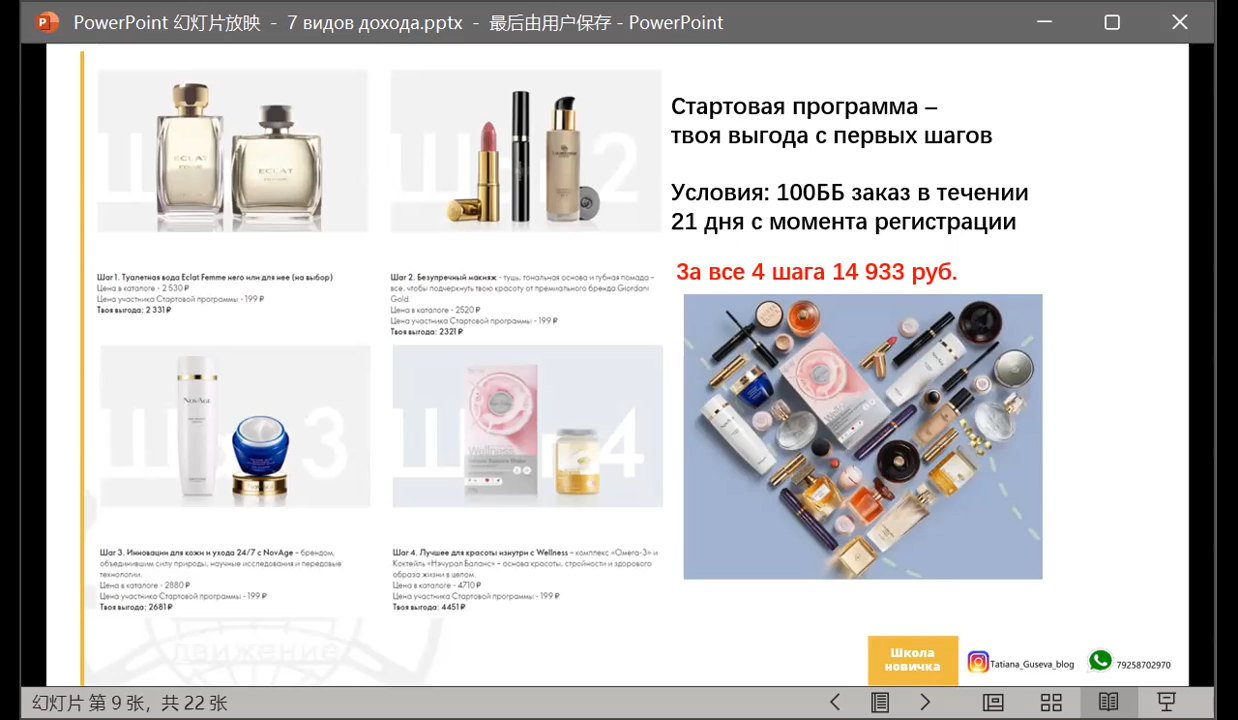 PowerPoint 幻灯片放映 - 7 видов дохода.pptx - 最后由用户保存 - PowerPoint
Стартовая программа –
твоя выгода с первых шагов
Условия: 100ББ заказ в течении
21 дня с момента регистрации
За все 4 шага 14 933 руб.
ECLAT
ECLAT
Шаг 1. Туалетная вода Eclat Femme него или для нее (на выбор)
Цена в каталоге - 2 530 ₽
Цена участника Стартовой программы - 199 ₽
Твоя выгода: 2 331 ₽
Шаг 2. Безупречный макияж - тушь, тональная основа и губная помада –
все, чтобы подчеркнуть твою красоту от премиального бренда Giordani
Gold.
Цена в каталоге - 2520 ₽
Цена участника Стартовой программы - 199 ₽
Твоя выгода: 2321 ₽
NOVAGE
Wellness
Шаг 3. Инновации для кожи и ухода 24/7 с NovAge – брендом,
объединившим силу природы, научные исследования и передовые
технологии.
Цена в каталоге - 2880 ₽
Цена участника Стартовой программы - 199 ₽
Твоя выгода: 2681 ₽
Шаг 4. Лучшее для красоты изнутри с Wellness – комплекс «Омега-3» и
Коктейль «Нэчурал Баланс» – основа красоты, стройности и здорового
образа жизни в целом.
Цена в каталоге - 4710 ₽
Цена участника Стартовой программы - 199 ₽
Твоя выгода: 4451 ₽
движение
Школа
новичка
Tatiana_Guseva_blog
79258702970
幻灯片 第 9 张，共 22 张